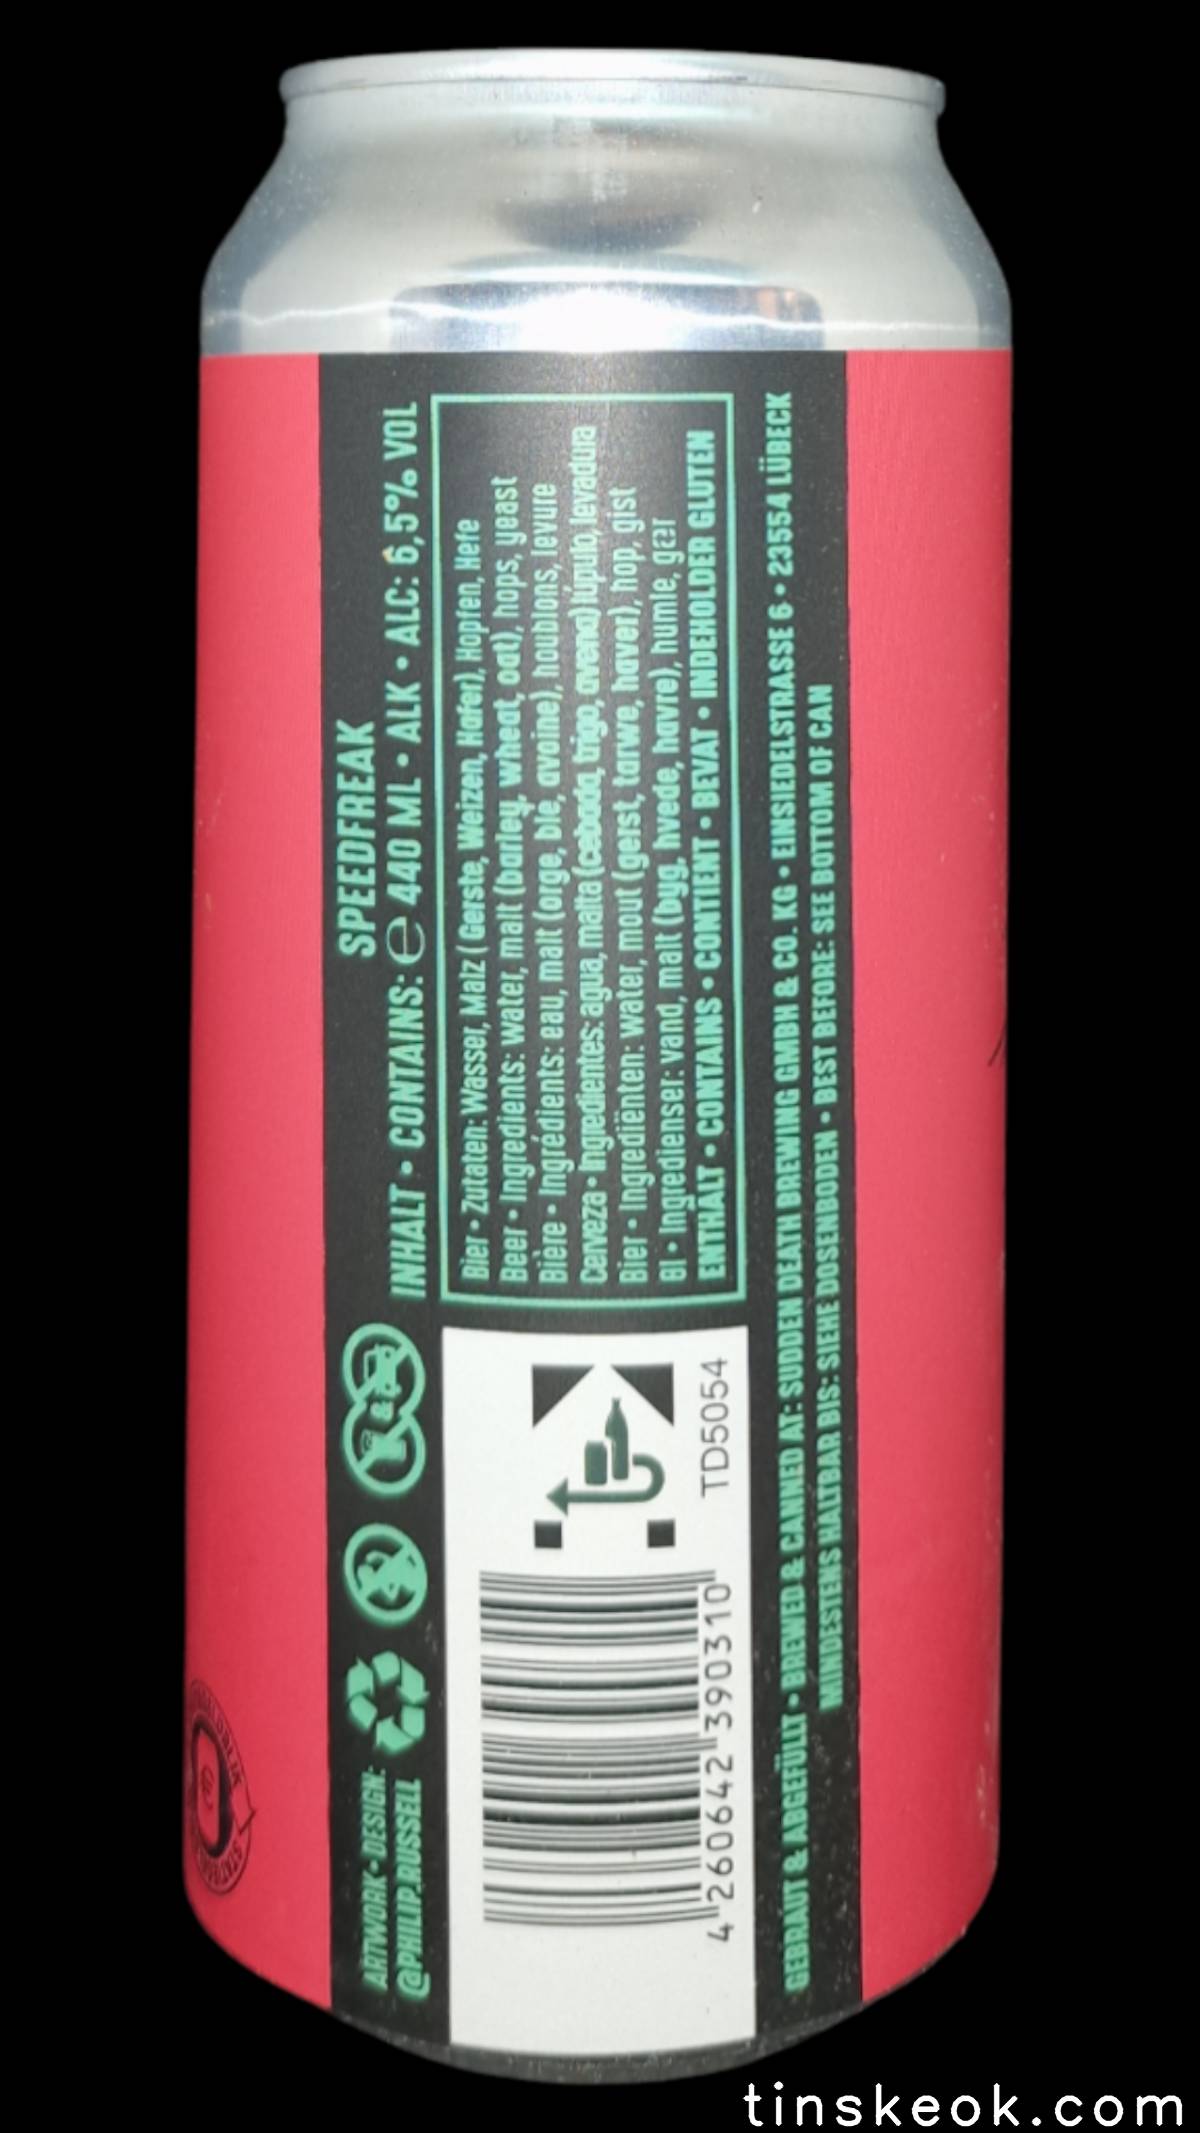 SPEEDFREAK
INHALT • CONTAINS: ℮ 440 ML • ALK • ALC: 6,5% VOL
Bier • Zutaten: Wasser, Malz ( Gerste, Weizen, Hafer), Hopfen, Hefe
Beer • Ingredients: water, malt (barley, wheat, oat), hops, yeast
Bière • Ingrédients: eau, malt (orge, ble, avoine), houblons, levure
Cerveza • Ingredientes: agua, malta (cebada, trigo, avena) lúpulo, levadura
Bier • Ingrediënten: water, mout (gerst, tarwe, haver), hop, gist
Øl • Ingredienser: vand, malt (byg, hvede, havre), humle, gær
ENTHÄLT • CONTAINS • CONTIENT • BEVAT • INDEHOLDER GLUTEN
ARTWORK • DESIGN:
@PHILIP.RUSSELL
4 260642 390310
TD5054
GEBRAUT & ABGEFÜLLT • BREWED & CANNED AT: SUDDEN DEATH BREWING GMBH & CO. KG • EINSIEDELSTRASSE 6 • 23554 LÜBECK
MINDESTENS HALTBAR BIS: SIEHE DOSENBODEN • BEST BEFORE: SEE BOTTOM OF CAN
tinskeok.com